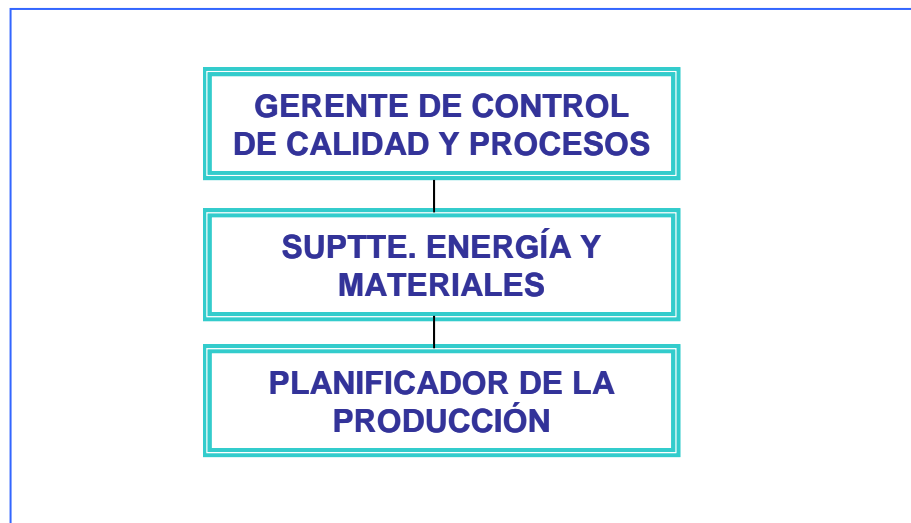 GERENTE DE CONTROL
DE CALIDAD Y PROCESOS
SUPTTE. ENERGÍA Y
MATERIALES
PLANIFICADOR DE LA
PRODUCCIÓN